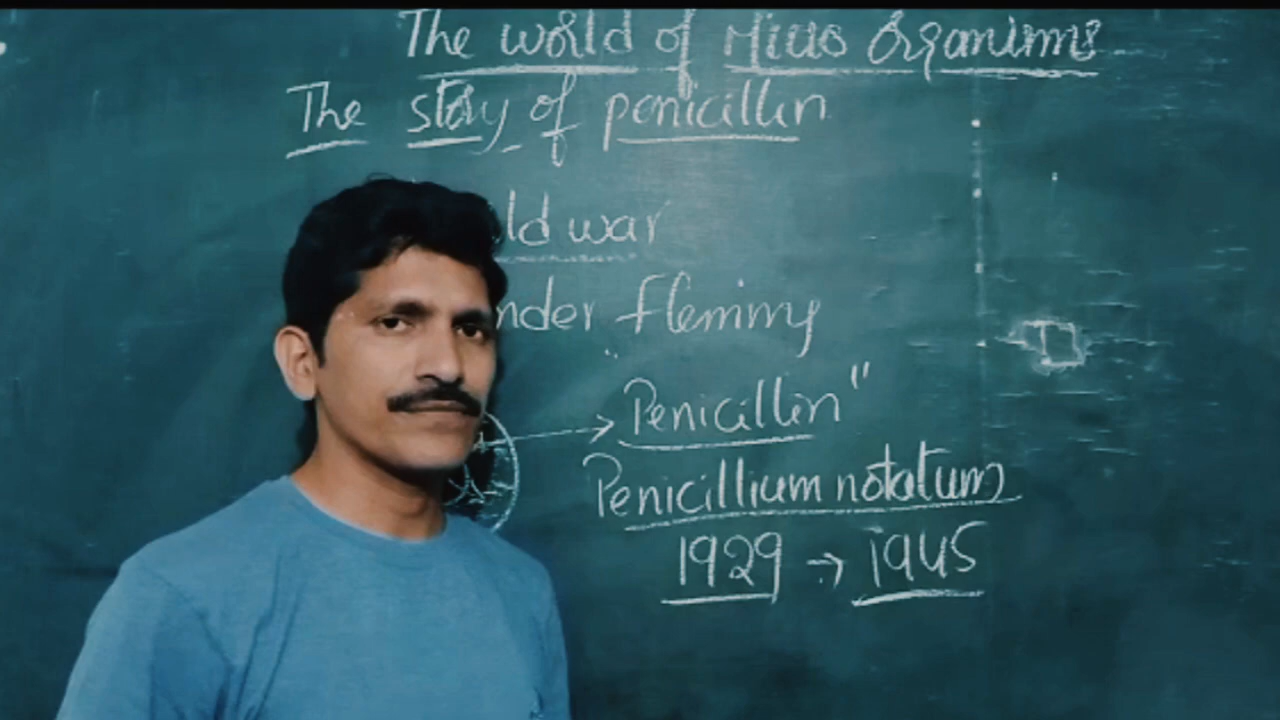 The world of Micro Organisms
The story of penicillin
ld war
nder Fleming
"Penicillin"
Penicillium notatum
1929 → 1945